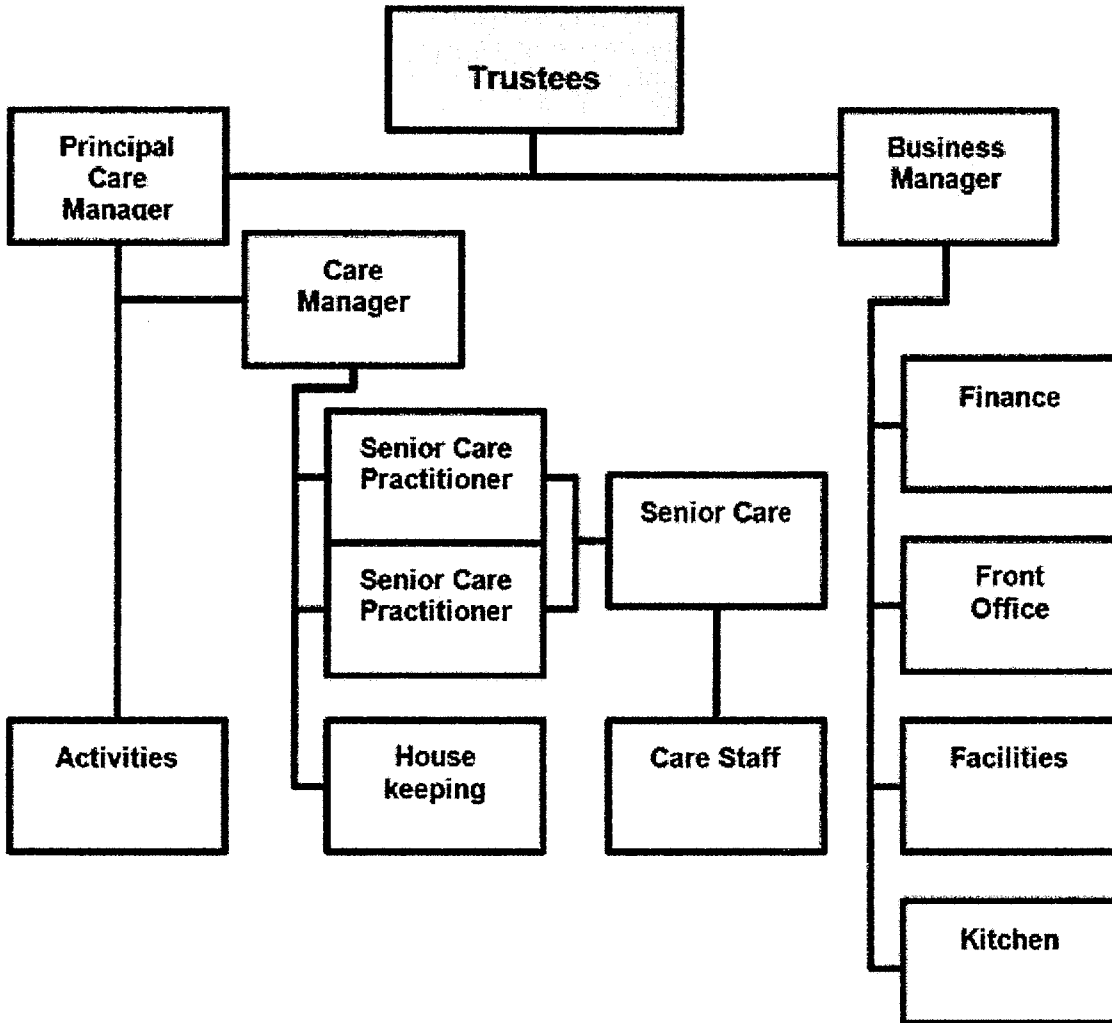 Trustees
Principal
Care
Manager
Business
Manager
Care
Manager
Finance
Senior Care
Practitioner
Senior Care
Senior Care
Practitioner
Front
Office
Activities
House
keeping
Care Staff
Facilities
Kitchen